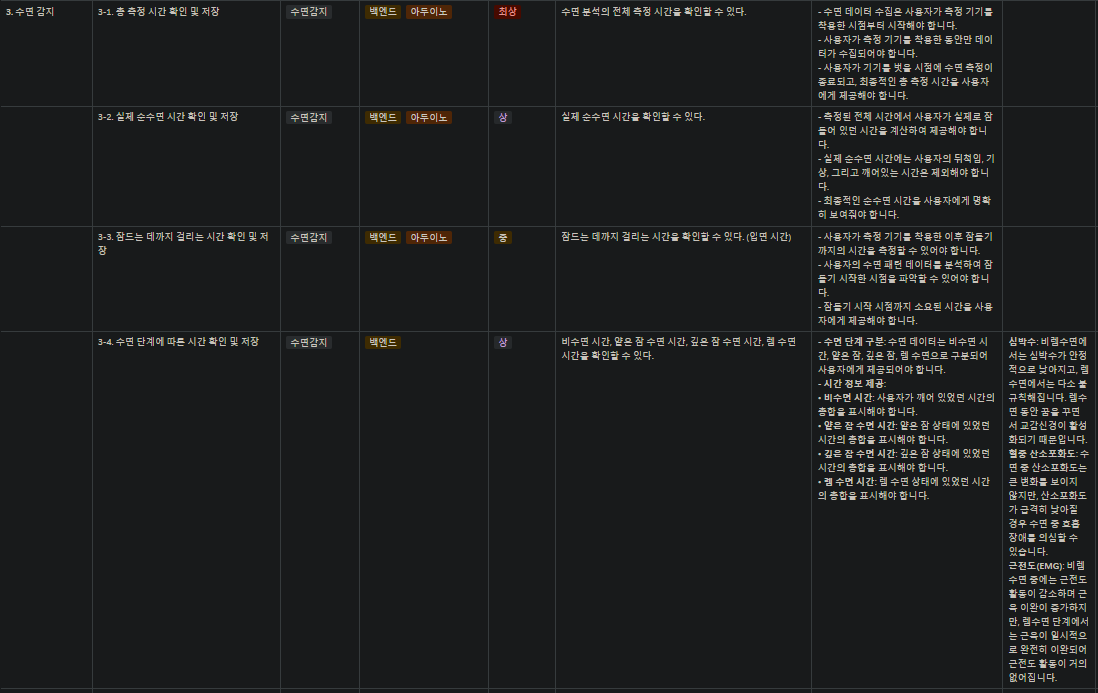 3. 수면 감지
3-1. 총 측정 시간 확인 및 저장
수면감지
백엔드 아두이노
최상
수면 분석의 전체 측정 시간을 확인할 수 있다.
- 수면 데이터 수집은 사용자가 측정 기기를
착용한 시점부터 시작해야 합니다.
- 사용자가 측정 기기를 착용한 동안만 데이
터가 수집되어야 합니다.
- 사용자가 기기를 벗을 시점에 수면 측정이
종료되고, 최종적인 총 측정 시간을 사용자
에게 제공해야 합니다.
3-2. 실제 순수면 시간 확인 및 저장
수면감지
백엔드 아두이노
상
실제 순수면 시간을 확인할 수 있다.
- 측정된 전체 시간에서 사용자가 실제로 잠
들어 있던 시간을 계산하여 제공해야 합니
다.
- 실제 순수면 시간에는 사용자의 뒤척임, 기
상, 그리고 깨어있는 시간은 제외해야 합니
다.
- 최종적인 순수면 시간을 사용자에게 명확
히 보여줘야 합니다.
3-3. 잠드는 데까지 걸리는 시간 확인 및 저
장
수면감지
백엔드 아두이노
중
잠드는 데까지 걸리는 시간을 확인할 수 있다. (입면 시간)
- 사용자가 측정 기기를 착용한 이후 잠들기
까지의 시간을 측정할 수 있어야 합니다.
- 사용자의 수면 패턴 데이터를 분석하여 잠
들기 시작한 시점을 파악할 수 있어야 합니
다.
- 잠들기 시작 시점까지 소요된 시간을 사용
자에게 제공해야 합니다.
3-4. 수면 단계에 따른 시간 확인 및 저장
수면감지
백엔드
상
비수면 시간, 얕은 잠 수면 시간, 깊은 잠 수면 시간, 렘 수면
시간을 확인할 수 있다.
- 수면 단계 구분: 수면 데이터는 비수면 시
간, 얕은 잠, 깊은 잠, 렘 수면으로 구분되어
사용자에게 제공되어야 합니다.
- 시간 정보 제공:
• 비수면 시간: 사용자가 깨어 있었던 시간의
총합을 표시해야 합니다.
• 얕은 잠 수면 시간: 얕은 잠 상태에 있었던
시간의 총합을 표시해야 합니다.
• 깊은 잠 수면 시간: 깊은 잠 상태에 있었던
시간의 총합을 표시해야 합니다.
• 렘 수면 시간: 렘 수면 상태에 있었던 시간
의 총합을 표시해야 합니다.
심박수: 비렘수면에
서는 심박수가 안정
적으로 낮아지고, 렘
수면에서는 다소 불
규칙해집니다. 렘수
면 동안 꿈을 꾸면
서 교감신경이 활성
화되기 때문입니다.
혈중 산소포화도: 수
면 중 산소포화도는
큰 변화를 보이지
않지만, 산소포화도
가 급격히 낮아질
경우 수면 중 호흡
장애를 의심할 수
있습니다.
근전도(EMG): 비렘
수면 중에는 근전도
활동이 감소하며 근
육 이완이 증가하지
만, 렘수면 단계에서
는 근육이 일시적으
로 완전히 이완되어
근전도 활동이 거의
없어집니다.